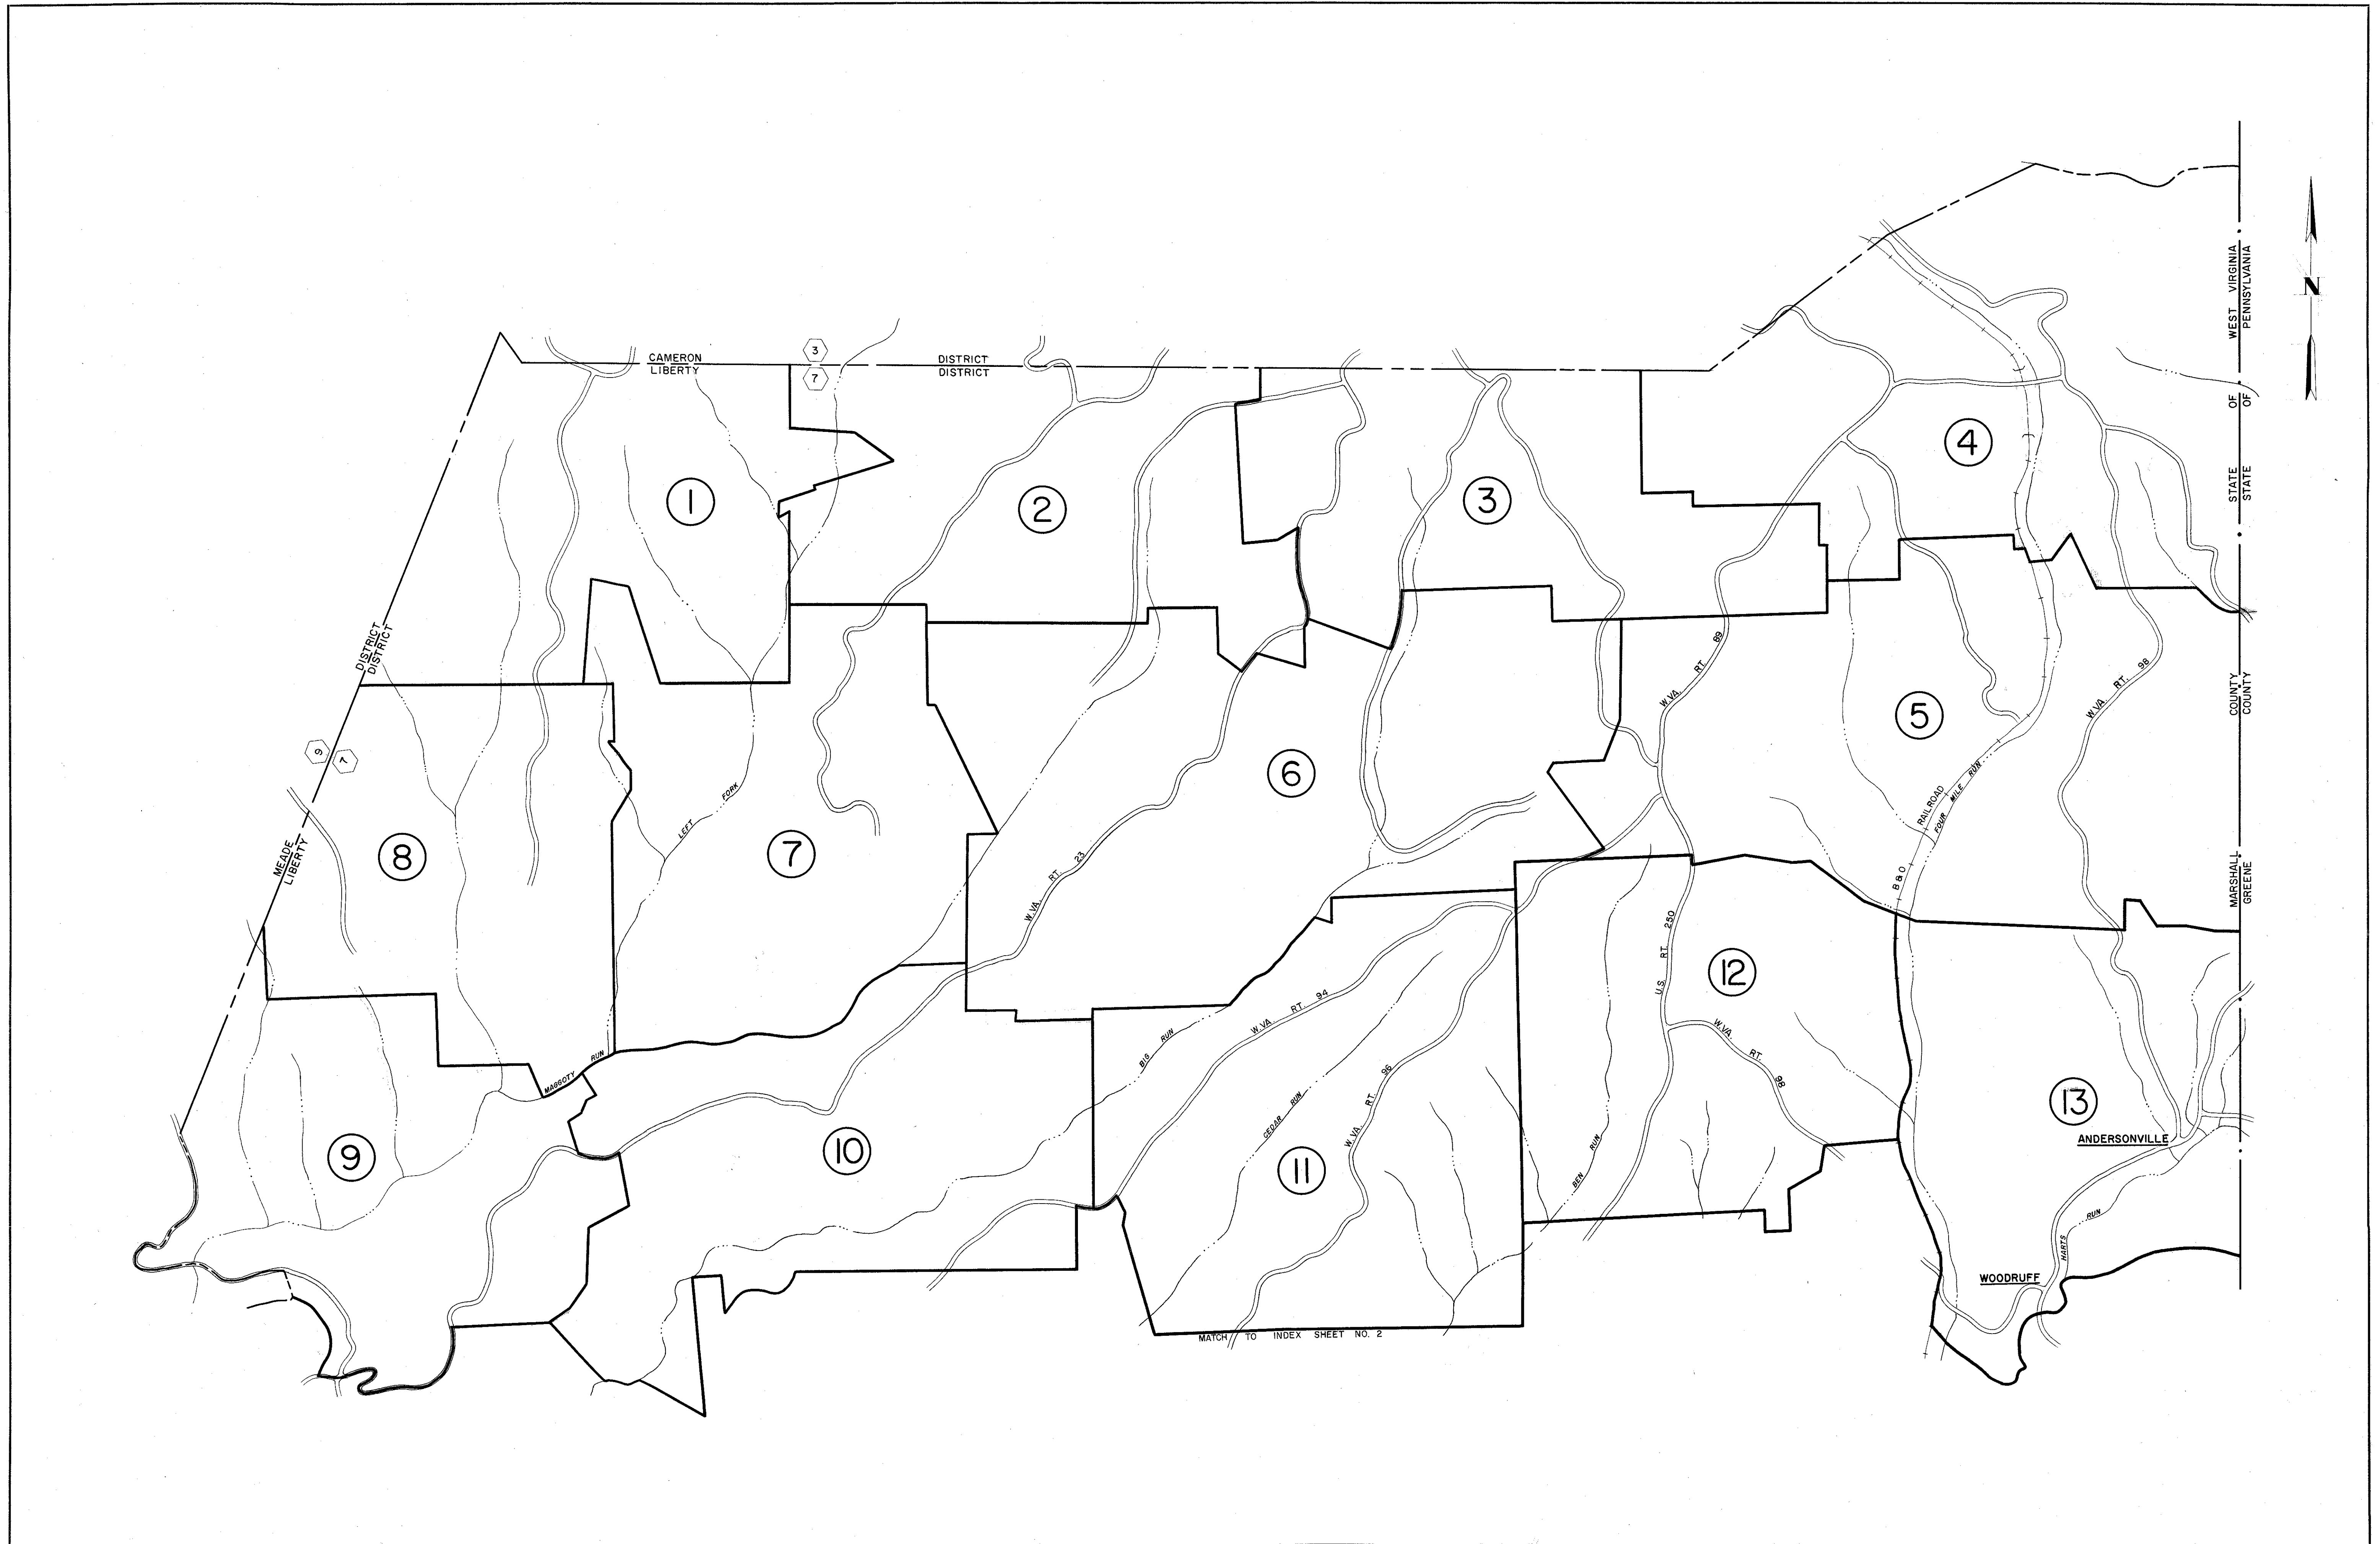 WEST VIRGINIA
PENNSYLVANIA
N
3
CAMERON DISTRICT
LIBERTY DISTRICT
7
STATE OF
STATE OF
1
2
3
4
DISTRICT
DISTRICT
W.VA. RT. 89
W.VA. RT. 98
COUNTY
COUNTY
5
9
7
6
LEFT FORK
RAILROAD
FOUR MILE RUN
MEADE
LIBERTY
8
7
W.VA. RT. 23
B & O
MARSHALL
GREENE
U.S. RT. 250
12
W.VA. RT. 94
BIG RUN
W.VA. RT. 98
MAGGOTY RUN
CEDAR RUN
W.VA. RT. 96
13
ANDERSONVILLE
9
10
11
BEN RUN
HARTS RUN
WOODRUFF
MATCH TO INDEX SHEET NO. 2